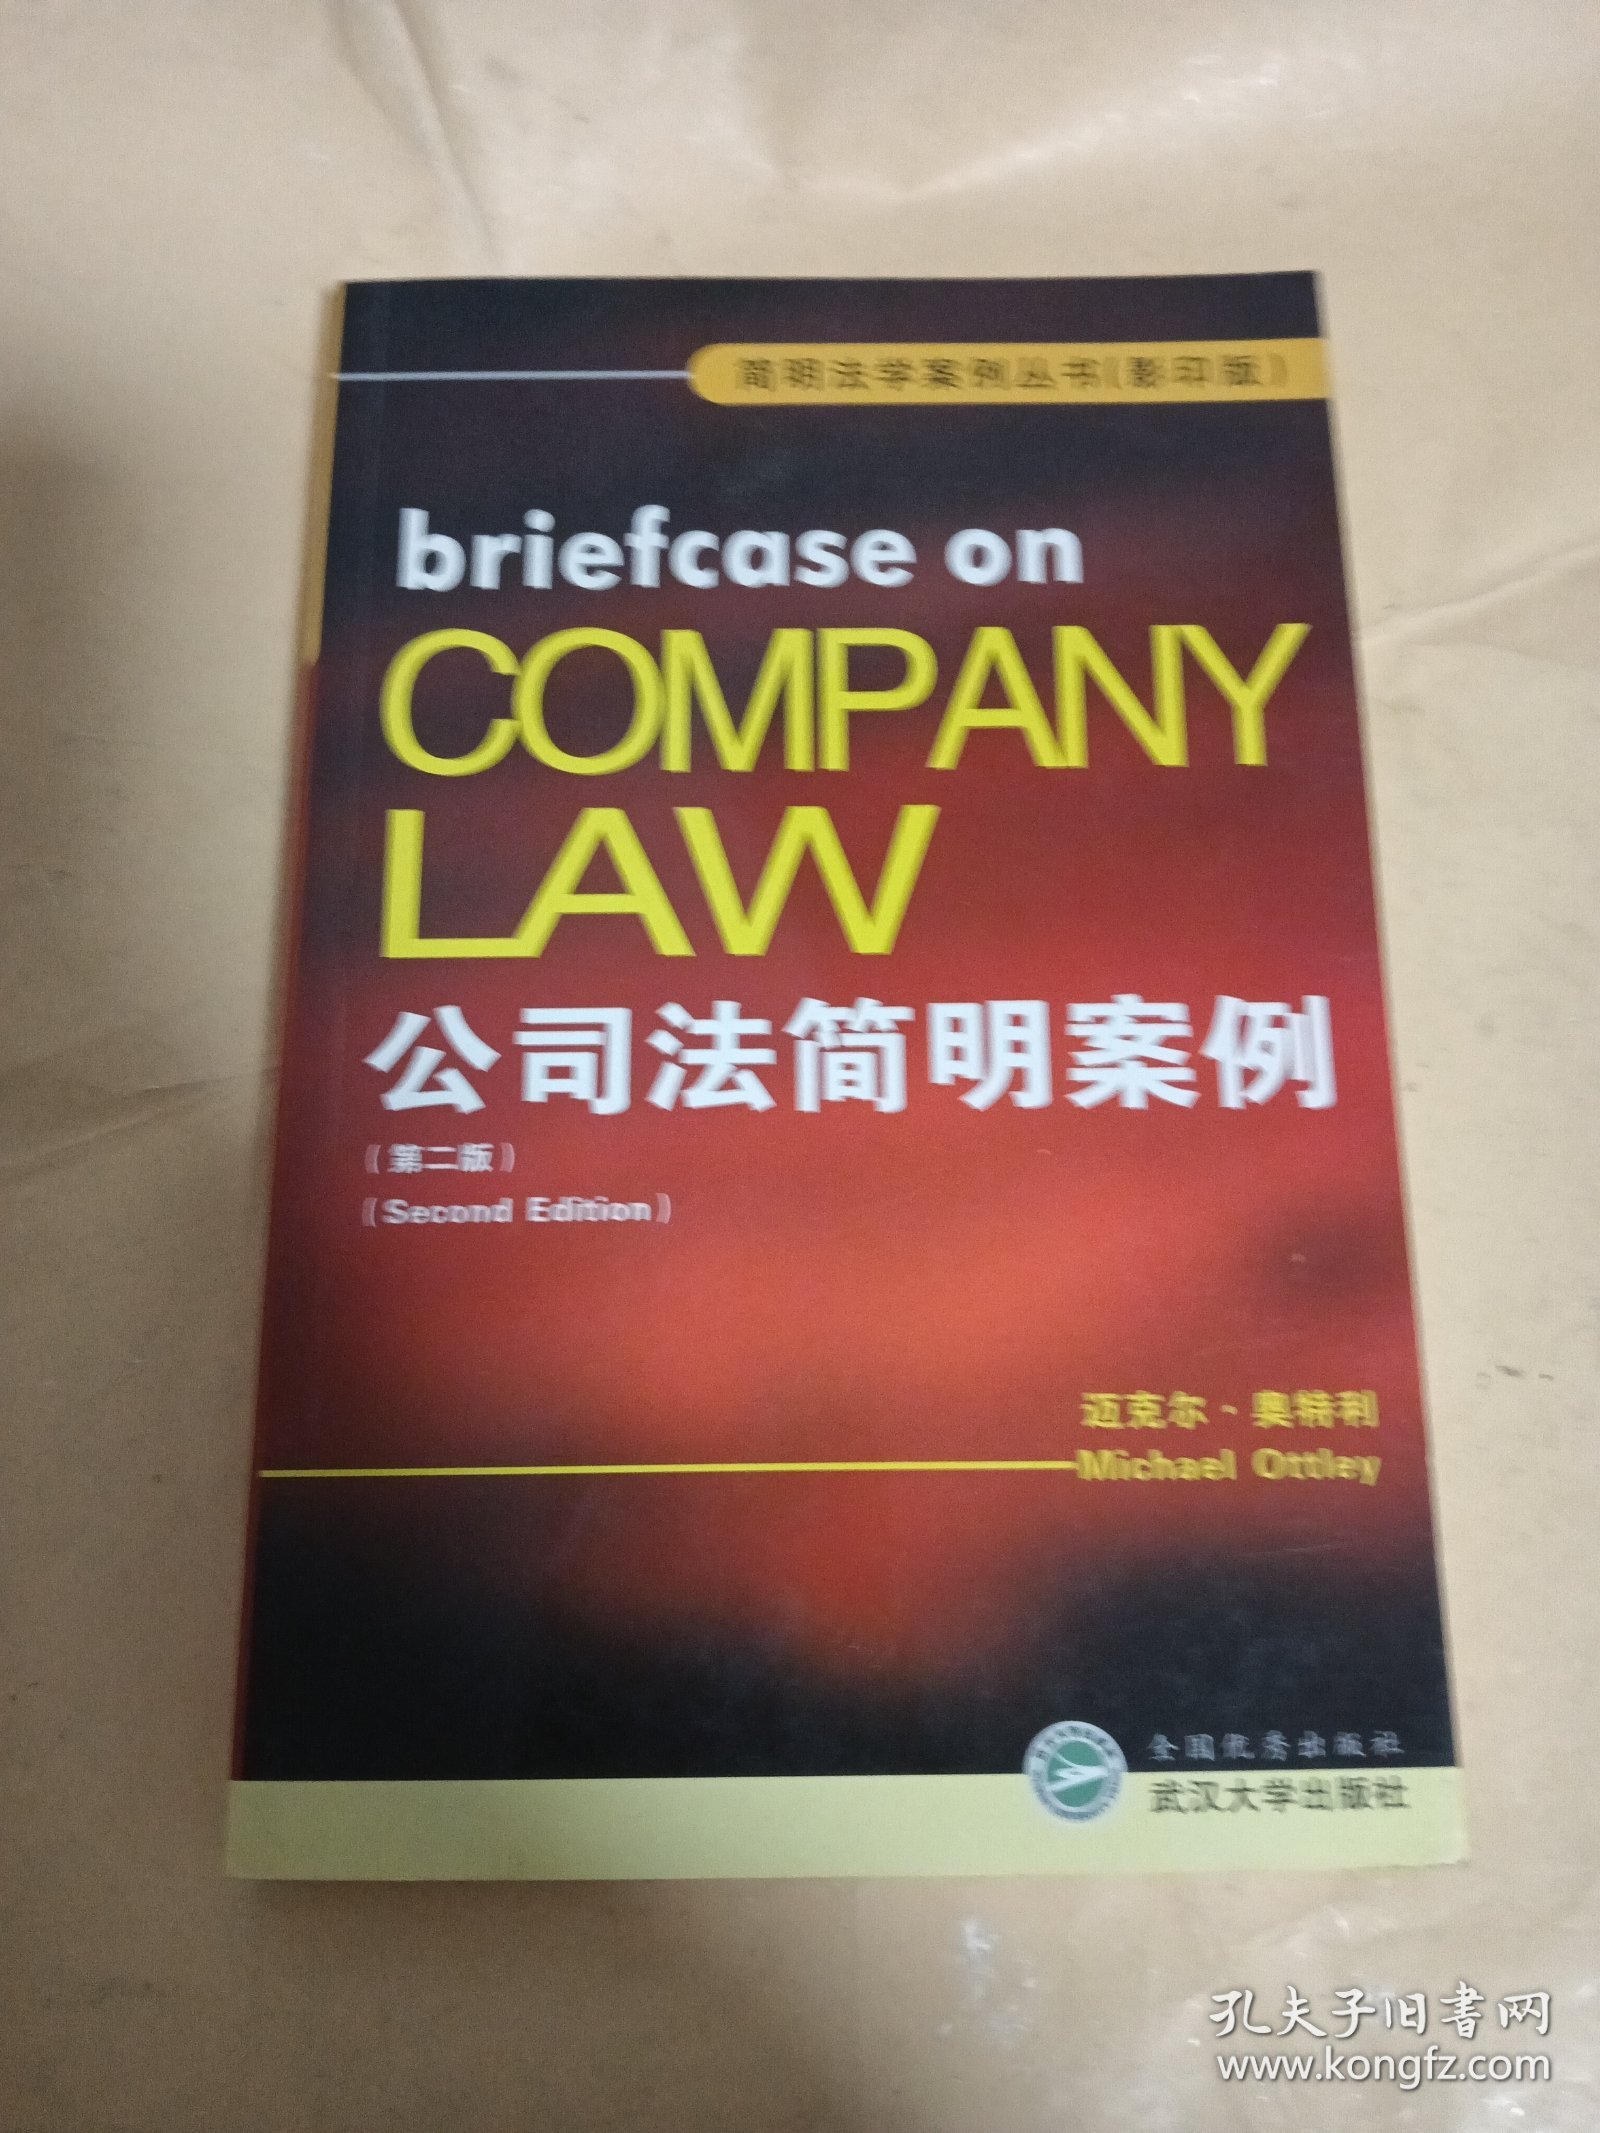 简明法学案例丛书(影印版)
briefcase on
COMPANY
LAW
公司法简明案例
(第二版)
(Second Edition)
迈克尔·奥特利
Michael Ottley
全国优秀出版社
武汉大学出版社
孔夫子旧书网
www.kongfz.com